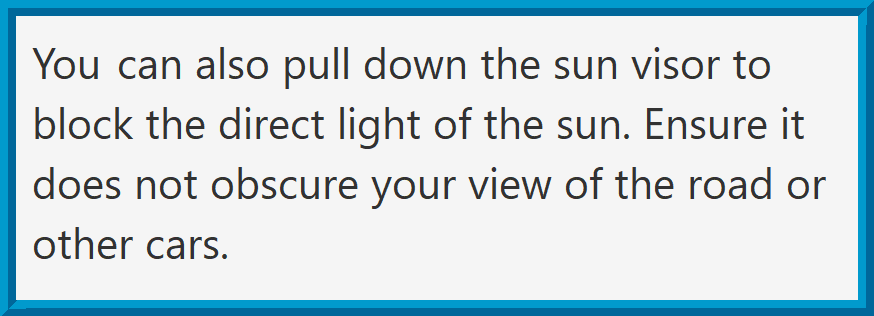 You can also pull down the sun visor to
block the direct light of the sun. Ensure it
does not obscure your view of the road or
other cars.